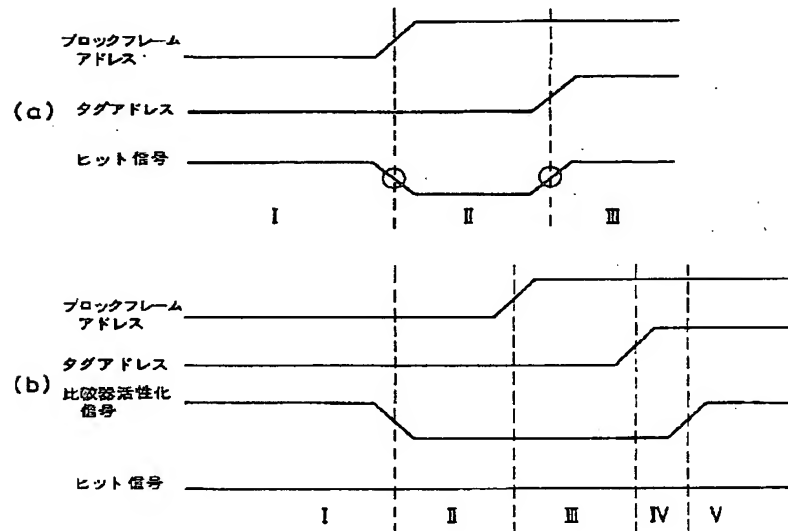 ブロックフレーム
アドレス
(a) タグアドレス
ヒット信号
I II III
ブロックフレーム
アドレス
タグアドレス
(b) 比較器活性化
信号
ヒット信号
I II III IV V